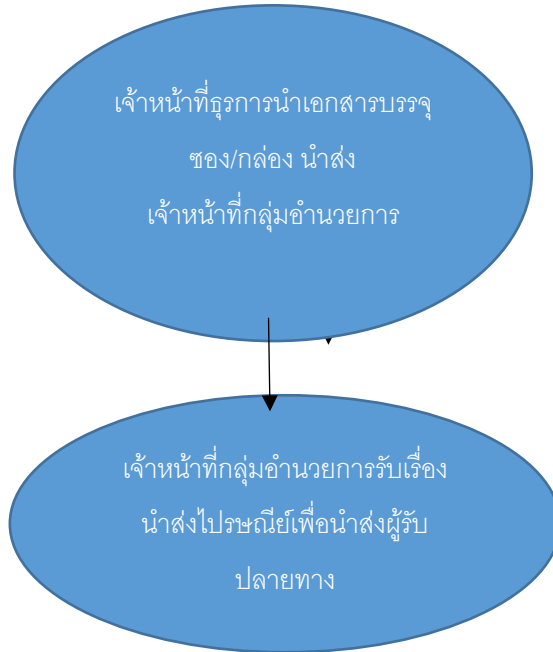 เจ้าหน้าที่ธุรการนำเอกสารบรรจุ
ซอง/กล่อง นำส่ง
เจ้าหน้าที่กลุ่มอำนวยการ
เจ้าหน้าที่กลุ่มอำนวยการรับเรื่อง
นำส่งไปรษณีย์เพื่อนำส่งผู้รับ
ปลายทาง